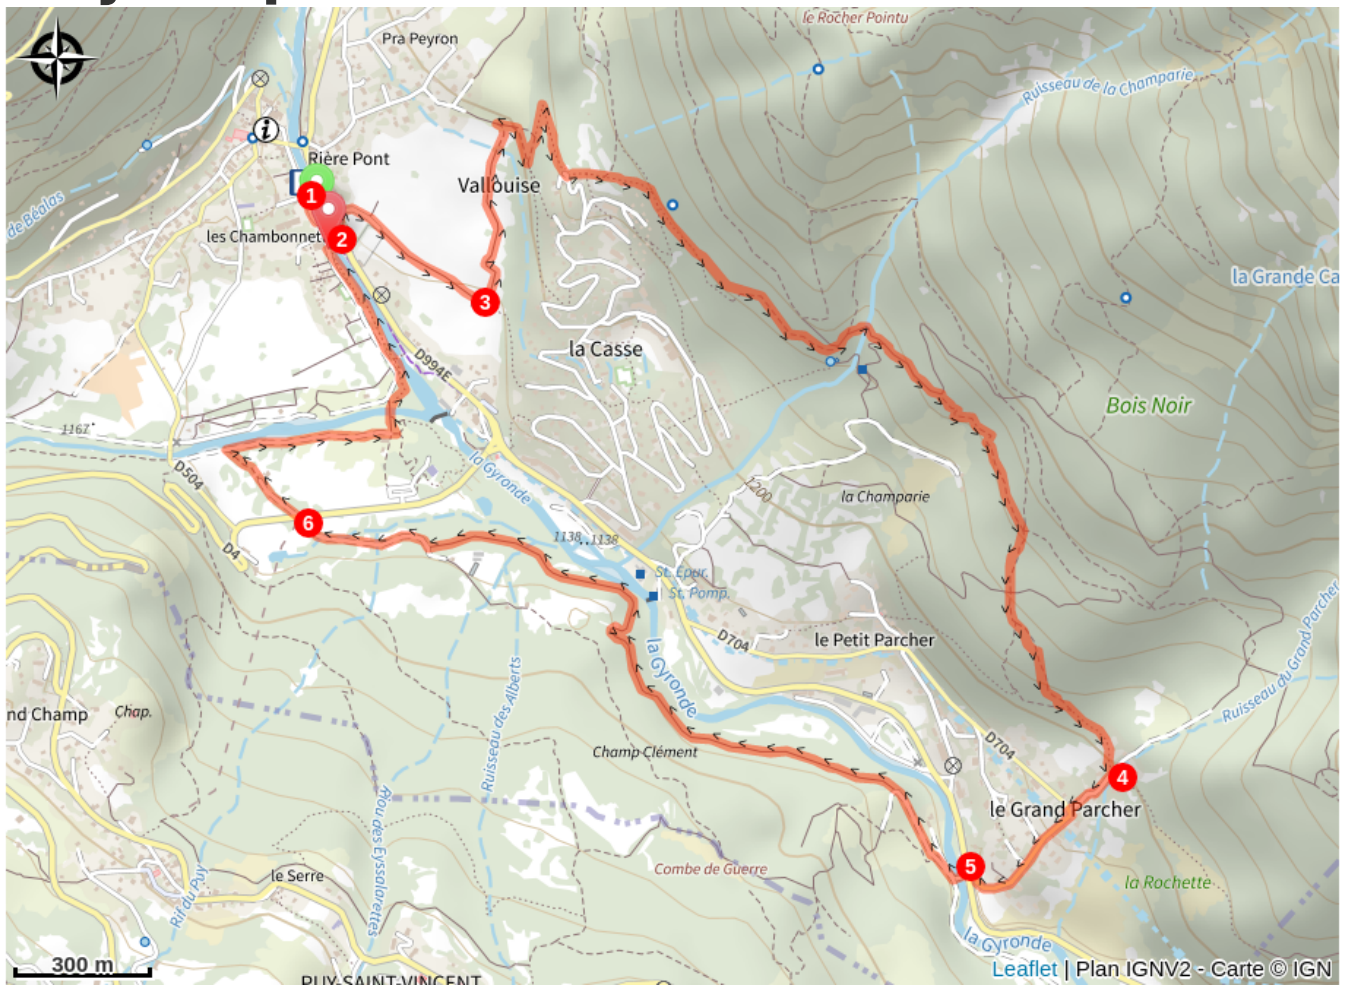 le Rocher Pointu
Pra Peyron
Ruisseau de la Champarie
i
Rière Pont
Vallouise
1
de Béalas
les Chambonnet
2
3
la Grande Ca
la Casse
D994E
Bois Noir
1167
la Gyronde
D504
1200
la Champarie
6
1138
1138
D4
St. Epur.
St. Pomp.
Ruisseau du Grand Parcher
D704
le Petit Parcher
la Gyronde
Ruisseau des Alberts
nd Champ
Chap.
Champ Clément
D704
4
le Grand Parcher
Riou des Eyssalarettes
5
Combe de Guerre
la Rochette
le Serre
Rif du Puy
la Gyronde
300 m
PUY-SAINT-VINCENT
Leaflet | Plan IGNV2 - Carte © IGN